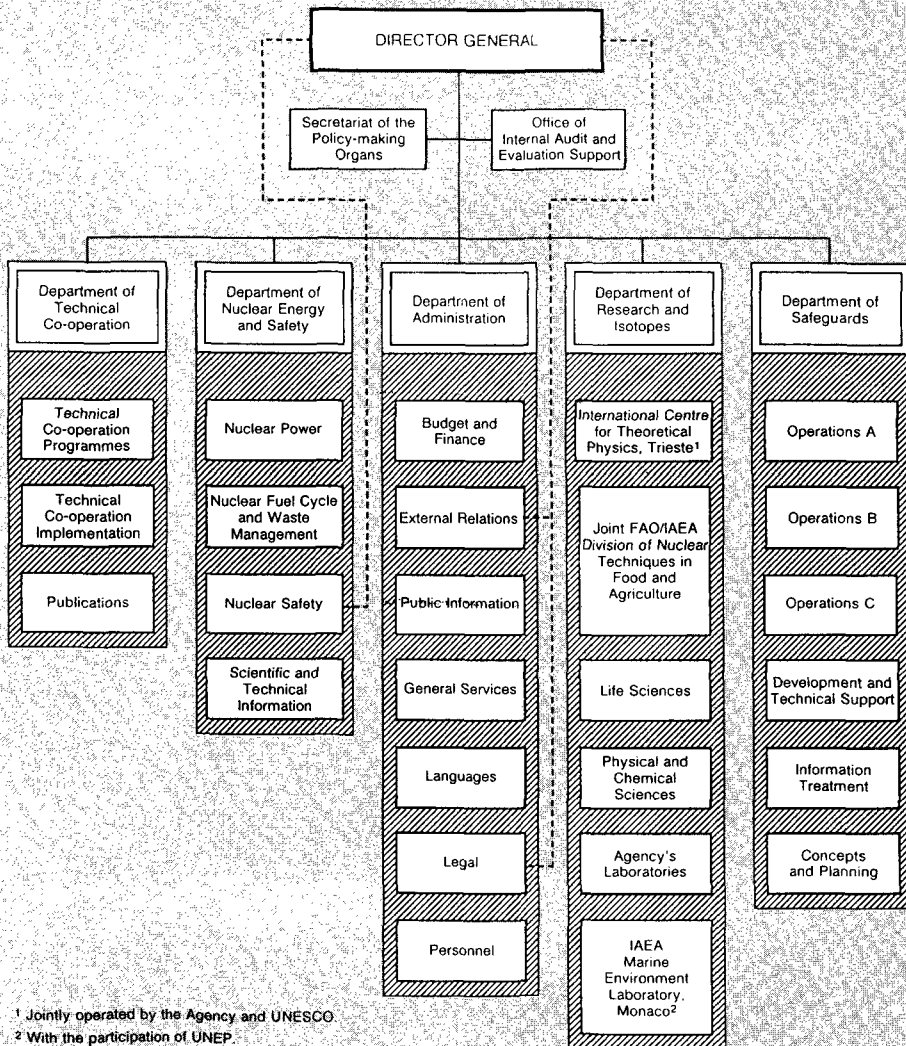 DIRECTOR GENERAL
Secretariat of the
Policy-making
Organs
Office of
Internal Audit and
Evaluation Support
Department of
Technical
Co-operation
Technical
Co-operation
Programmes
Technical
Co-operation
Implementation
Publications
Department of
Nuclear Energy
and Safety
Nuclear Power
Nuclear Fuel Cycle
and Waste
Management
Nuclear Safety
Scientific and
Technical
Information
Department of
Administration
Budget and
Finance
External Relations
Public Information
General Services
Languages
Legal
Personnel
Department of
Research and
Isotopes
International Centre
for Theoretical
Physics, Trieste¹
Joint FAO/IAEA
Division of Nuclear
Techniques in
Food and
Agriculture
Life Sciences
Physical and
Chemical
Sciences
Agency's
Laboratories
IAEA
Marine
Environment
Laboratory,
Monaco²
Department of
Safeguards
Operations A
Operations B
Operations C
Development and
Technical Support
Information
Treatment
Concepts
and Planning
¹ Jointly operated by the Agency and UNESCO.
² With the participation of UNEP.